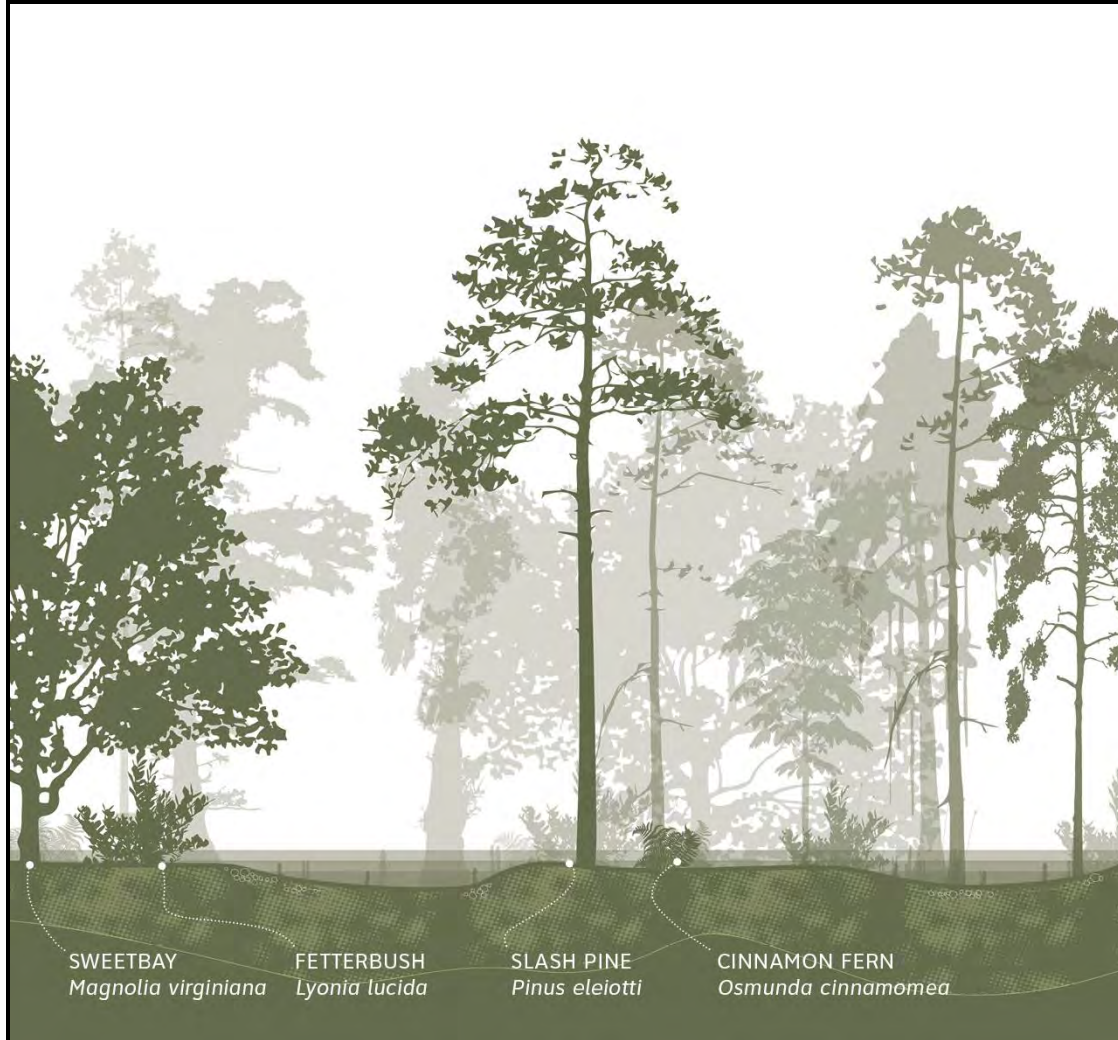 SWEETBAY
Magnolia virginiana
FETTERBUSH
Lyonia lucida
SLASH PINE
Pinus eleiotti
CINNAMON FERN
Osmunda cinnamomea